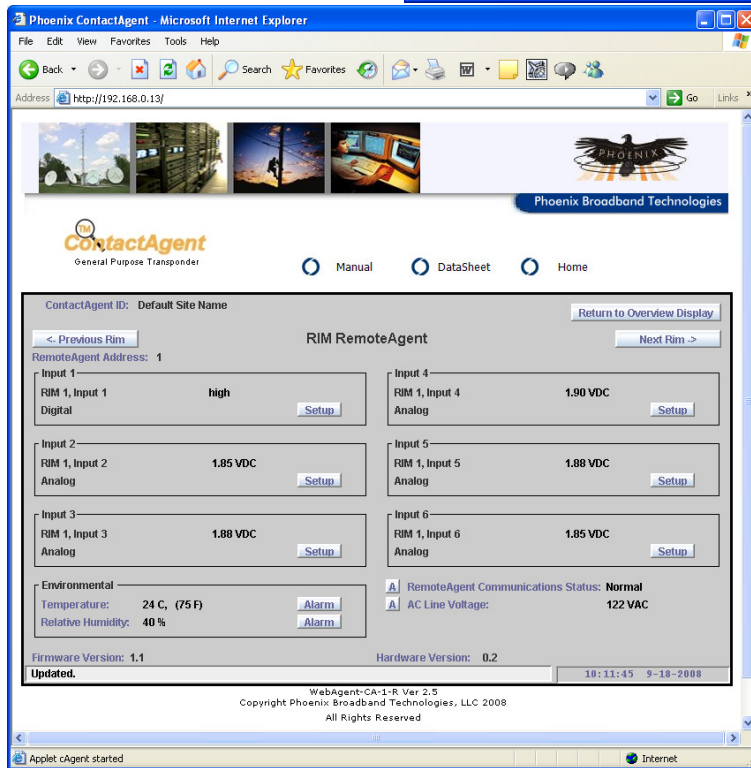 Phoenix ContactAgent - Microsoft Internet Explorer
File Edit View Favorites Tools Help
Back Search Favorites
Address http://192.168.0.13/ Go Links »
PHOENIX
Phoenix Broadband Technologies
TM
ContactAgent
General Purpose Transponder
Manual DataSheet Home
ContactAgent ID: Default Site Name
Return to Overview Display
<- Previous Rim RIM RemoteAgent Next Rim ->
RemoteAgent Address: 1
Input 1
RIM 1, Input 1 high
Digital Setup
Input 4
RIM 1, Input 4 1.90 VDC
Analog Setup
Input 2
RIM 1, Input 2 1.85 VDC
Analog Setup
Input 5
RIM 1, Input 5 1.88 VDC
Analog Setup
Input 3
RIM 1, Input 3 1.88 VDC
Analog Setup
Input 6
RIM 1, Input 6 1.85 VDC
Analog Setup
Environmental
Temperature: 24 C, (75 F) Alarm
Relative Humidity: 40 % Alarm
A RemoteAgent Communications Status: Normal
A AC Line Voltage: 122 VAC
Firmware Version: 1.1 Hardware Version: 0.2
Updated. 10:11:45 9-18-2008
WebAgent-CA-1-R Ver 2.5
Copyright Phoenix Broadband Technologies, LLC 2008
All Rights Reserved
Applet cAgent started Internet